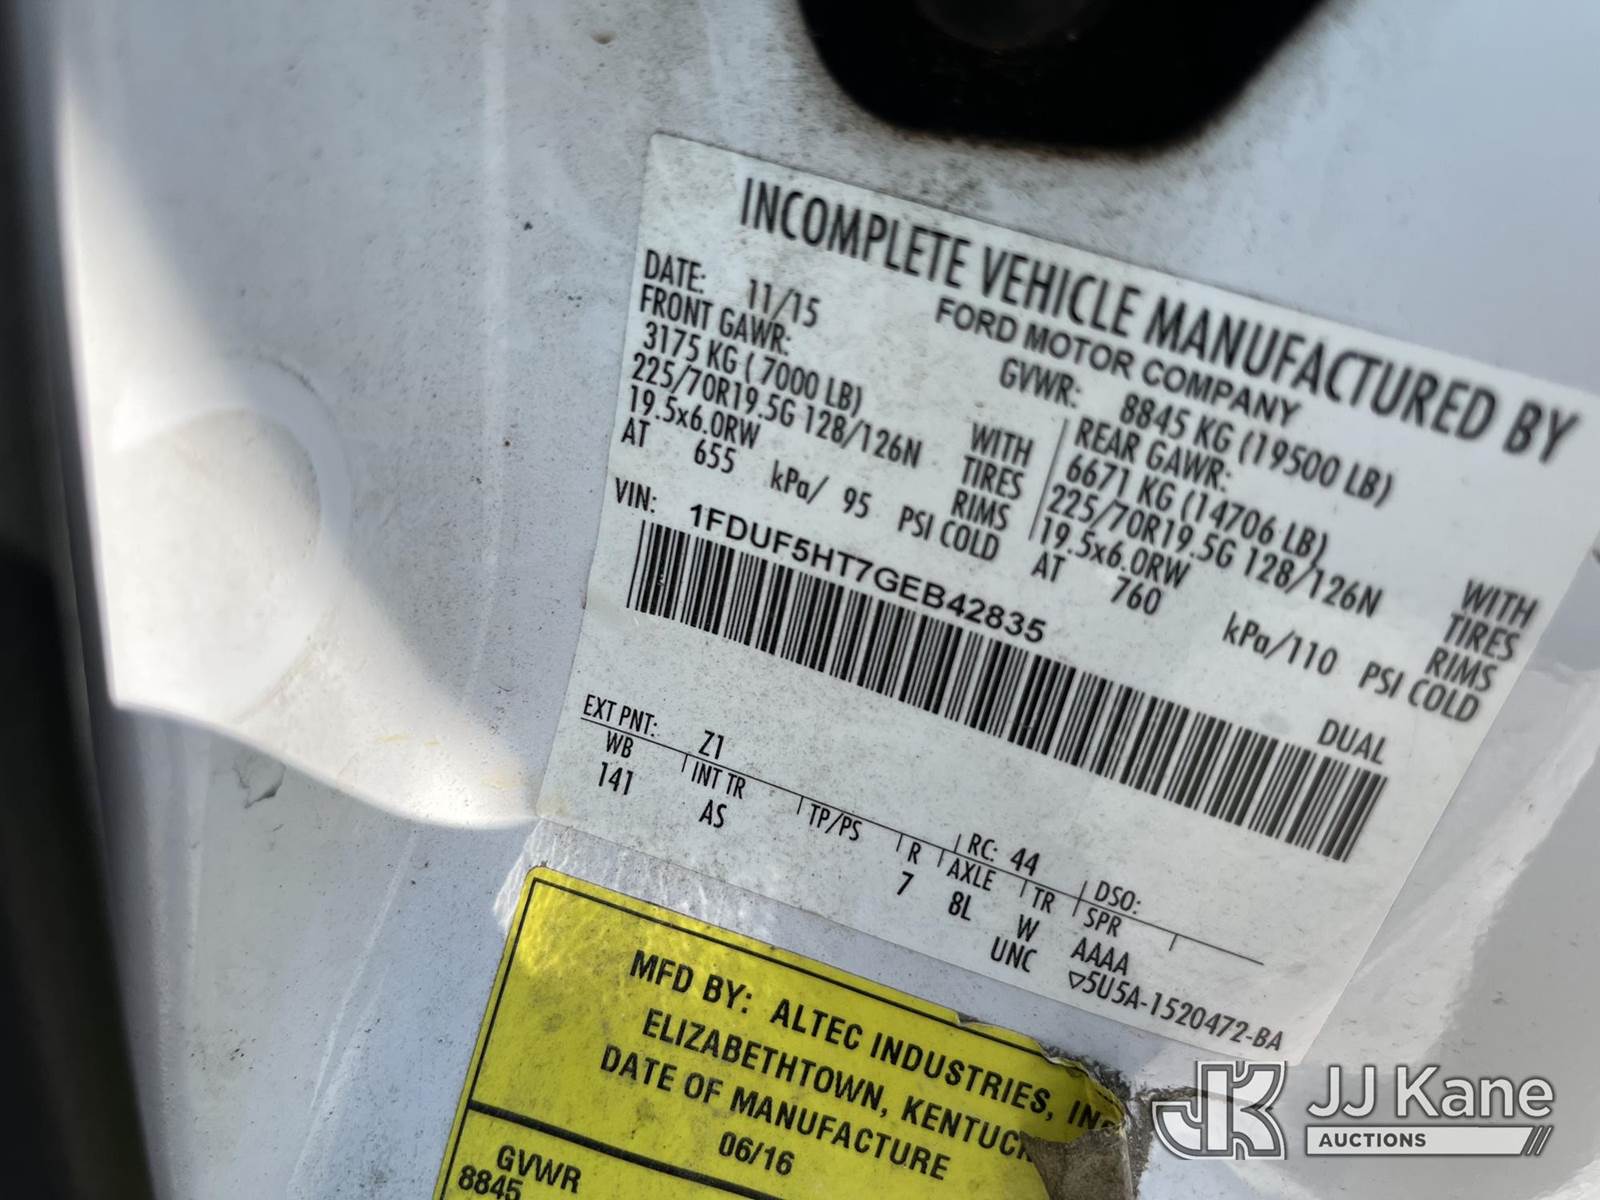 INCOMPLETE VEHICLE MANUFACTURED BY
FORD MOTOR COMPANY
DATE: 11/15 GVWR: 8845 KG (19500 LB)
FRONT GAWR: REAR GAWR:
3175 KG ( 7000 LB) WITH 6671 KG (14706 LB) WITH
225/70R19.5G 128/126N TIRES 225/70R19.5G 128/126N TIRES
19.5x6.0RW RIMS 19.5x6.0RW RIMS
AT 655 kPa/ 95 PSI COLD AT 760 kPa/110 PSI COLD
VIN: 1FDUF5HT7GEB42835 DUAL
EXT PNT: Z1 RC: 44 DSO:
WB INT TR TP/PS R AXLE TR SPR
141 AS 7 8L W AAAA
UNC ▽5U5A-1520472-BA
MFD BY: ALTEC INDUSTRIES, INC
ELIZABETHTOWN, KENTUC
DATE OF MANUFACTURE
06/16
GVWR
8845
JK JJ Kane
AUCTIONS